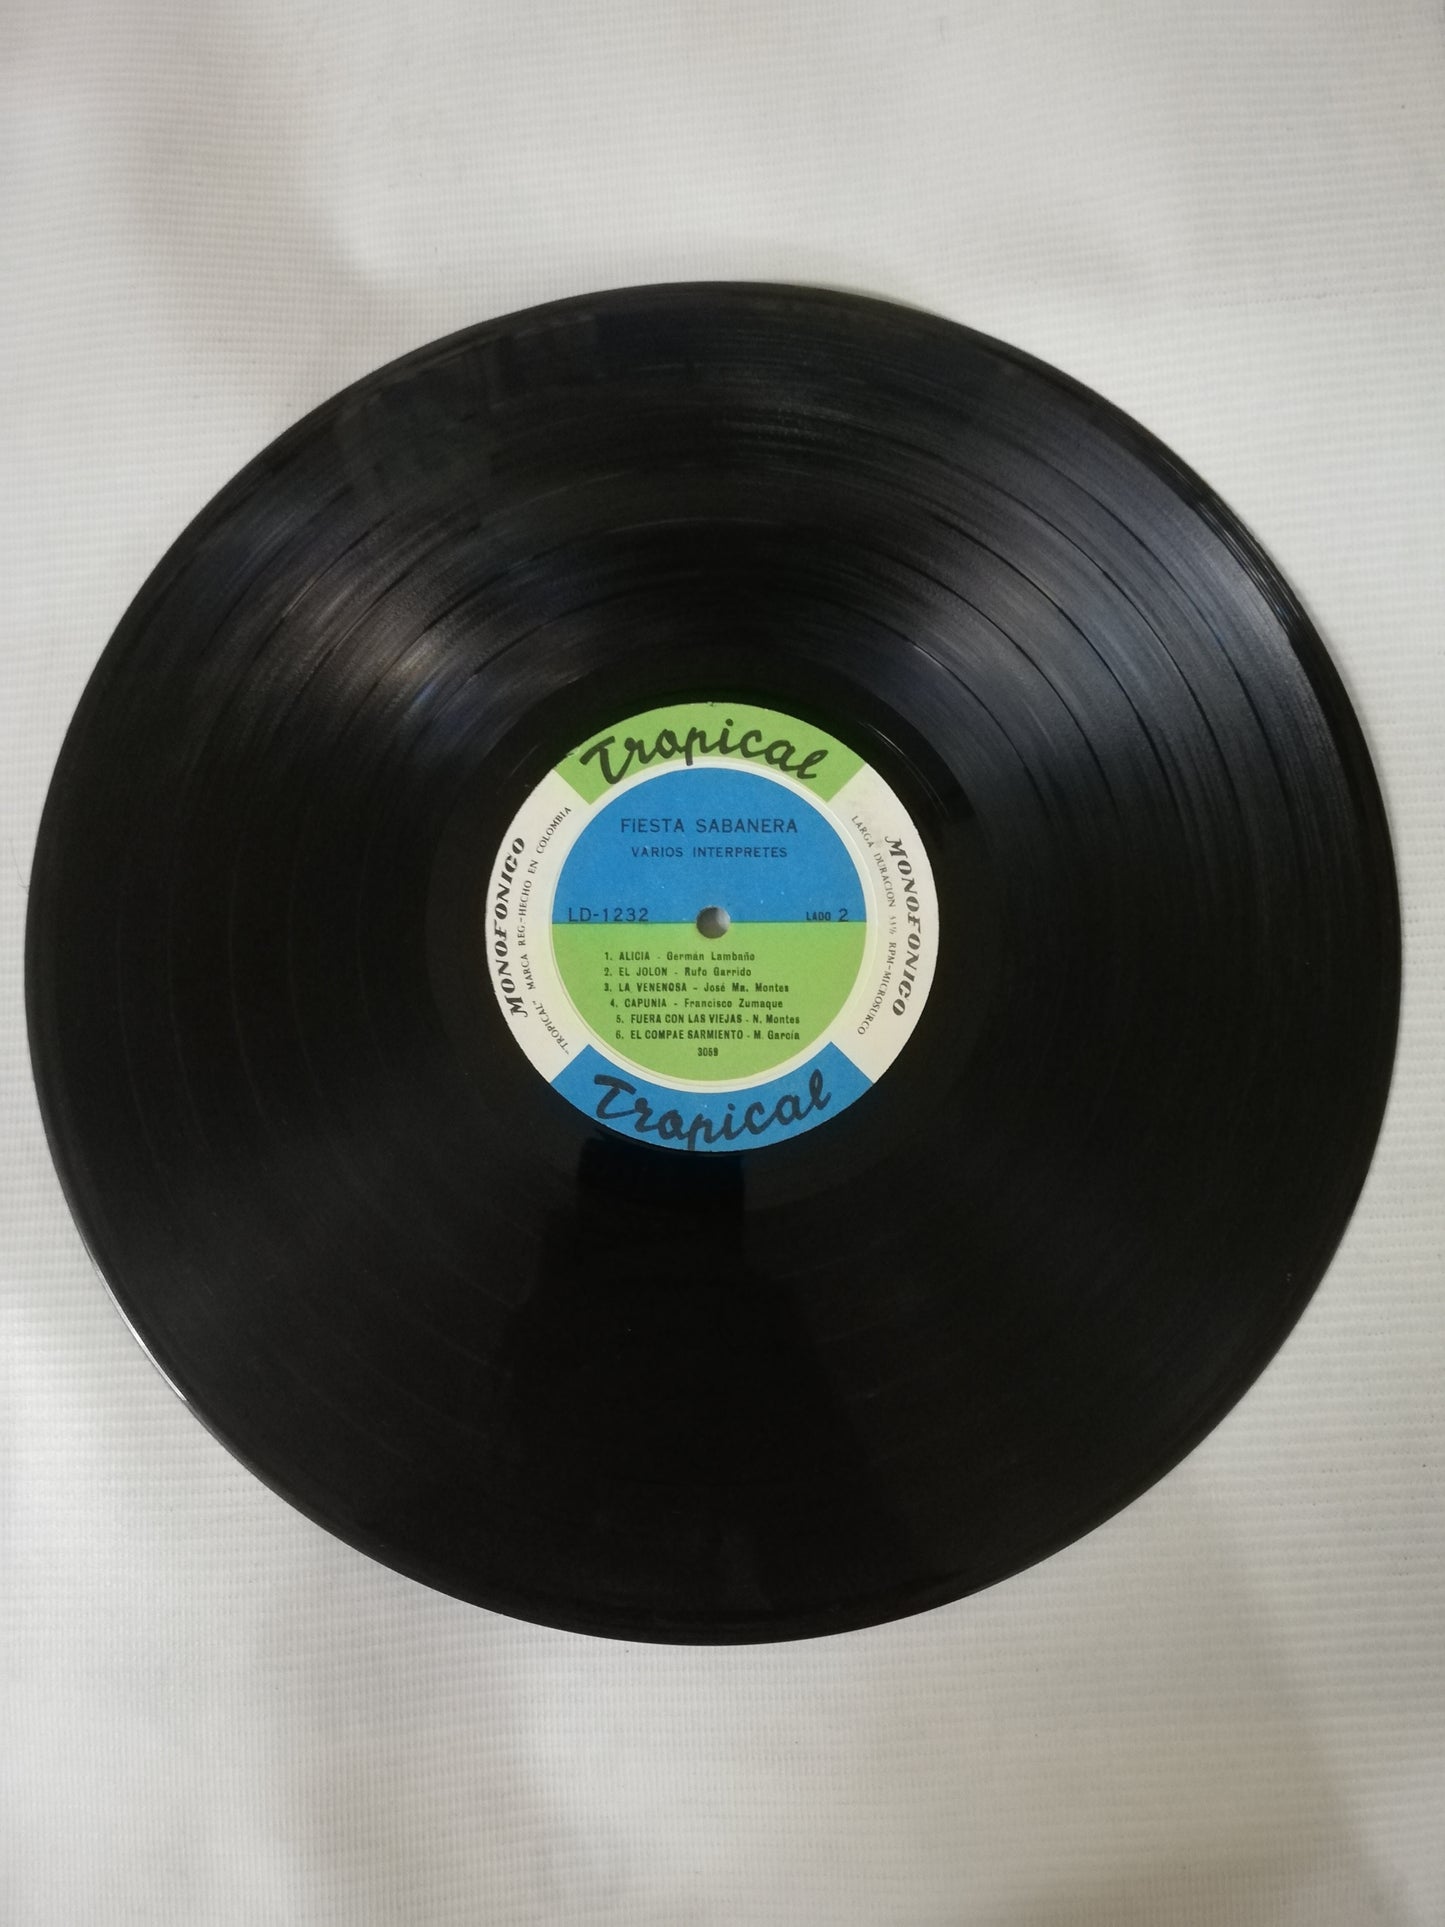 Tropical
FIESTA SABANERA
VARIOS INTERPRETES
LD-1232
LADO 2
1. ALICIA - Germán Lambaño
2. EL JOLON - Rufo Garrido
3. LA VENENOSA - José Ma. Montes
4. CAPUNIA - Francisco Zumaque
5. FUERA CON LAS VIEJAS - N. Montes
6. EL COMPAE SARMIENTO - M. García
3059
MONOFONICO
"TROPICAL" MARCA REG.-HECHO EN COLOMBIA
MONOFONICO
LARGA DURACION 33⅓ RPM-MICROSURCO
Tropical